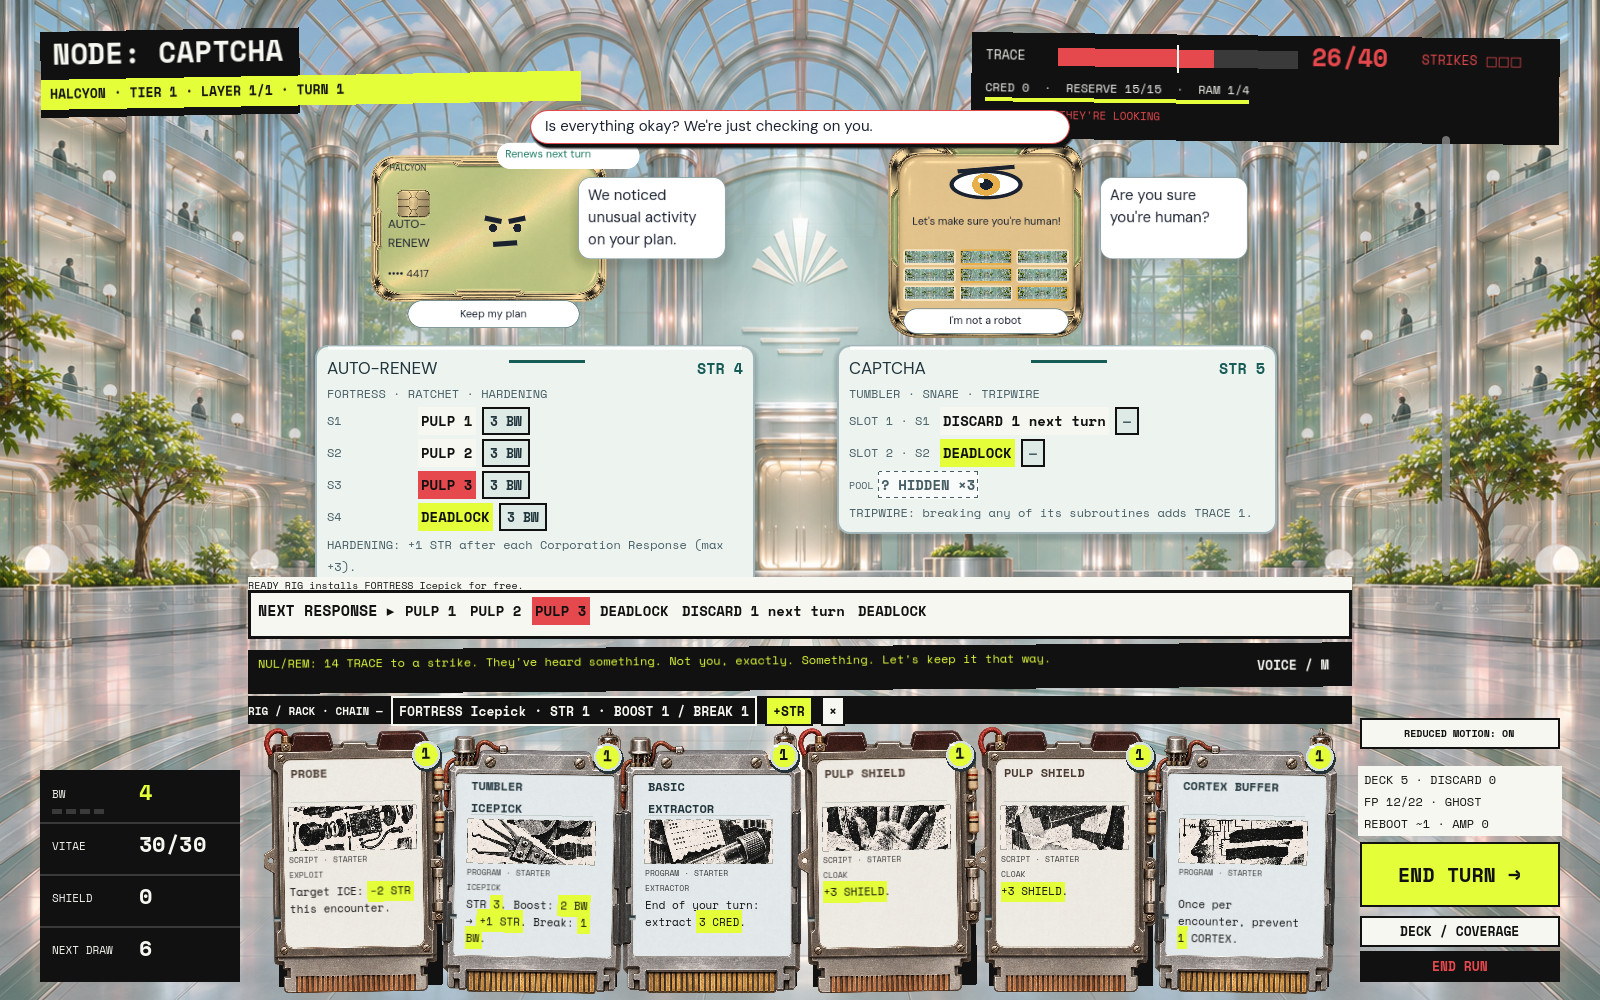 NODE: CAPTCHA
HALCYON · TIER 1 · LAYER 1/1 · TURN 1
TRACE 26/40 STRIKES □□□
CRED 0 · RESERVE 15/15 · RAM 1/4
THEY'RE LOOKING
Is everything okay? We're just checking on you.
Renews next turn
HALCYON
AUTO-
RENEW
•••• 4417
We noticed
unusual activity
on your plan.
Keep my plan
Let's make sure you're human!
I'm not a robot
Are you sure
you're human?
AUTO-RENEW STR 4
FORTRESS · RATCHET · HARDENING
S1 PULP 1 3 BW
S2 PULP 2 3 BW
S3 PULP 3 3 BW
S4 DEADLOCK 3 BW
HARDENING: +1 STR after each Corporation Response (max
+3).
CAPTCHA STR 5
TUMBLER · SNARE · TRIPWIRE
SLOT 1 · S1 DISCARD 1 next turn —
SLOT 2 · S2 DEADLOCK —
POOL ? HIDDEN ×3
TRIPWIRE: breaking any of its subroutines adds TRACE 1.
READY RIG installs FORTRESS Icepick for free.
NEXT RESPONSE ▸ PULP 1 PULP 2 PULP 3 DEADLOCK DISCARD 1 next turn DEADLOCK
NUL/REM: 14 TRACE to a strike. They've heard something. Not you, exactly. Something. Let's keep it that way.
VOICE / M
RIG / RACK · CHAIN — FORTRESS Icepick · STR 1 · BOOST 1 / BREAK 1 +STR ×
BW 4
VITAE 30/30
SHIELD 0
NEXT DRAW 6
1
PROBE
SCRIPT · STARTER
EXPLOIT
Target ICE: -2 STR
this encounter.
1
TUMBLER
ICEPICK
PROGRAM · STARTER
ICEPICK
STR 3. Boost: 2 BW
→ +1 STR. Break: 1
BW.
1
BASIC
EXTRACTOR
PROGRAM · STARTER
EXTRACTOR
End of your turn:
extract 3 CRED.
1
PULP SHIELD
SCRIPT · STARTER
CLOAK
+3 SHIELD.
1
PULP SHIELD
SCRIPT · STARTER
CLOAK
+3 SHIELD.
1
CORTEX BUFFER
PROGRAM · STARTER
Once per
encounter, prevent
1 CORTEX.
REDUCED MOTION: ON
DECK 5 · DISCARD 0
FP 12/22 · GHOST
REBOOT ~1 · AMP 0
END TURN →
DECK / COVERAGE
END RUN